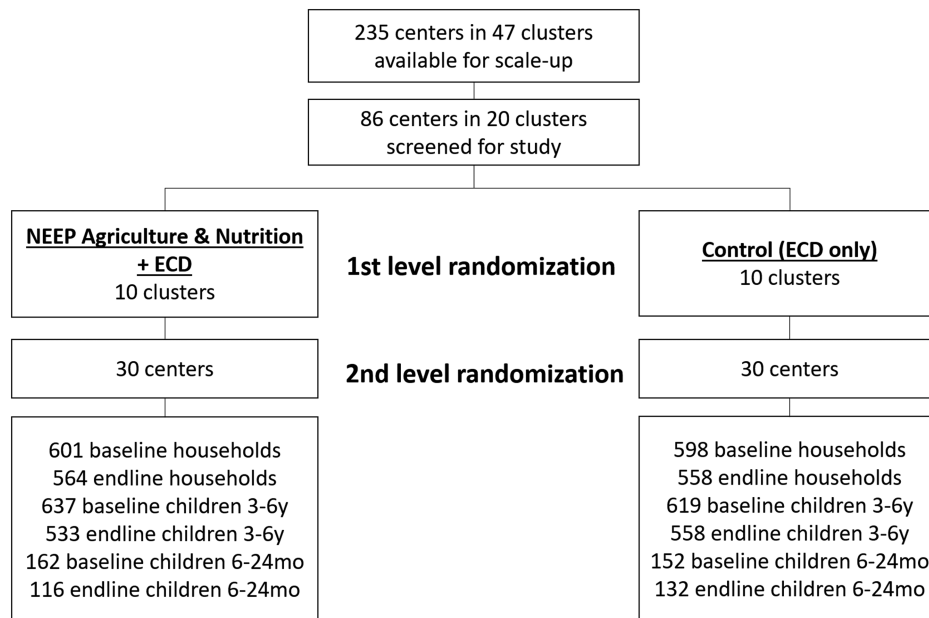 235 centers in 47 clusters
available for scale-up
86 centers in 20 clusters
screened for study
NEEP Agriculture & Nutrition
+ ECD
10 clusters
1st level randomization
Control (ECD only)
10 clusters
30 centers
2nd level randomization
30 centers
601 baseline households
564 endline households
637 baseline children 3-6y
533 endline children 3-6y
162 baseline children 6-24mo
116 endline children 6-24mo
598 baseline households
558 endline households
619 baseline children 3-6y
558 endline children 3-6y
152 baseline children 6-24mo
132 endline children 6-24mo